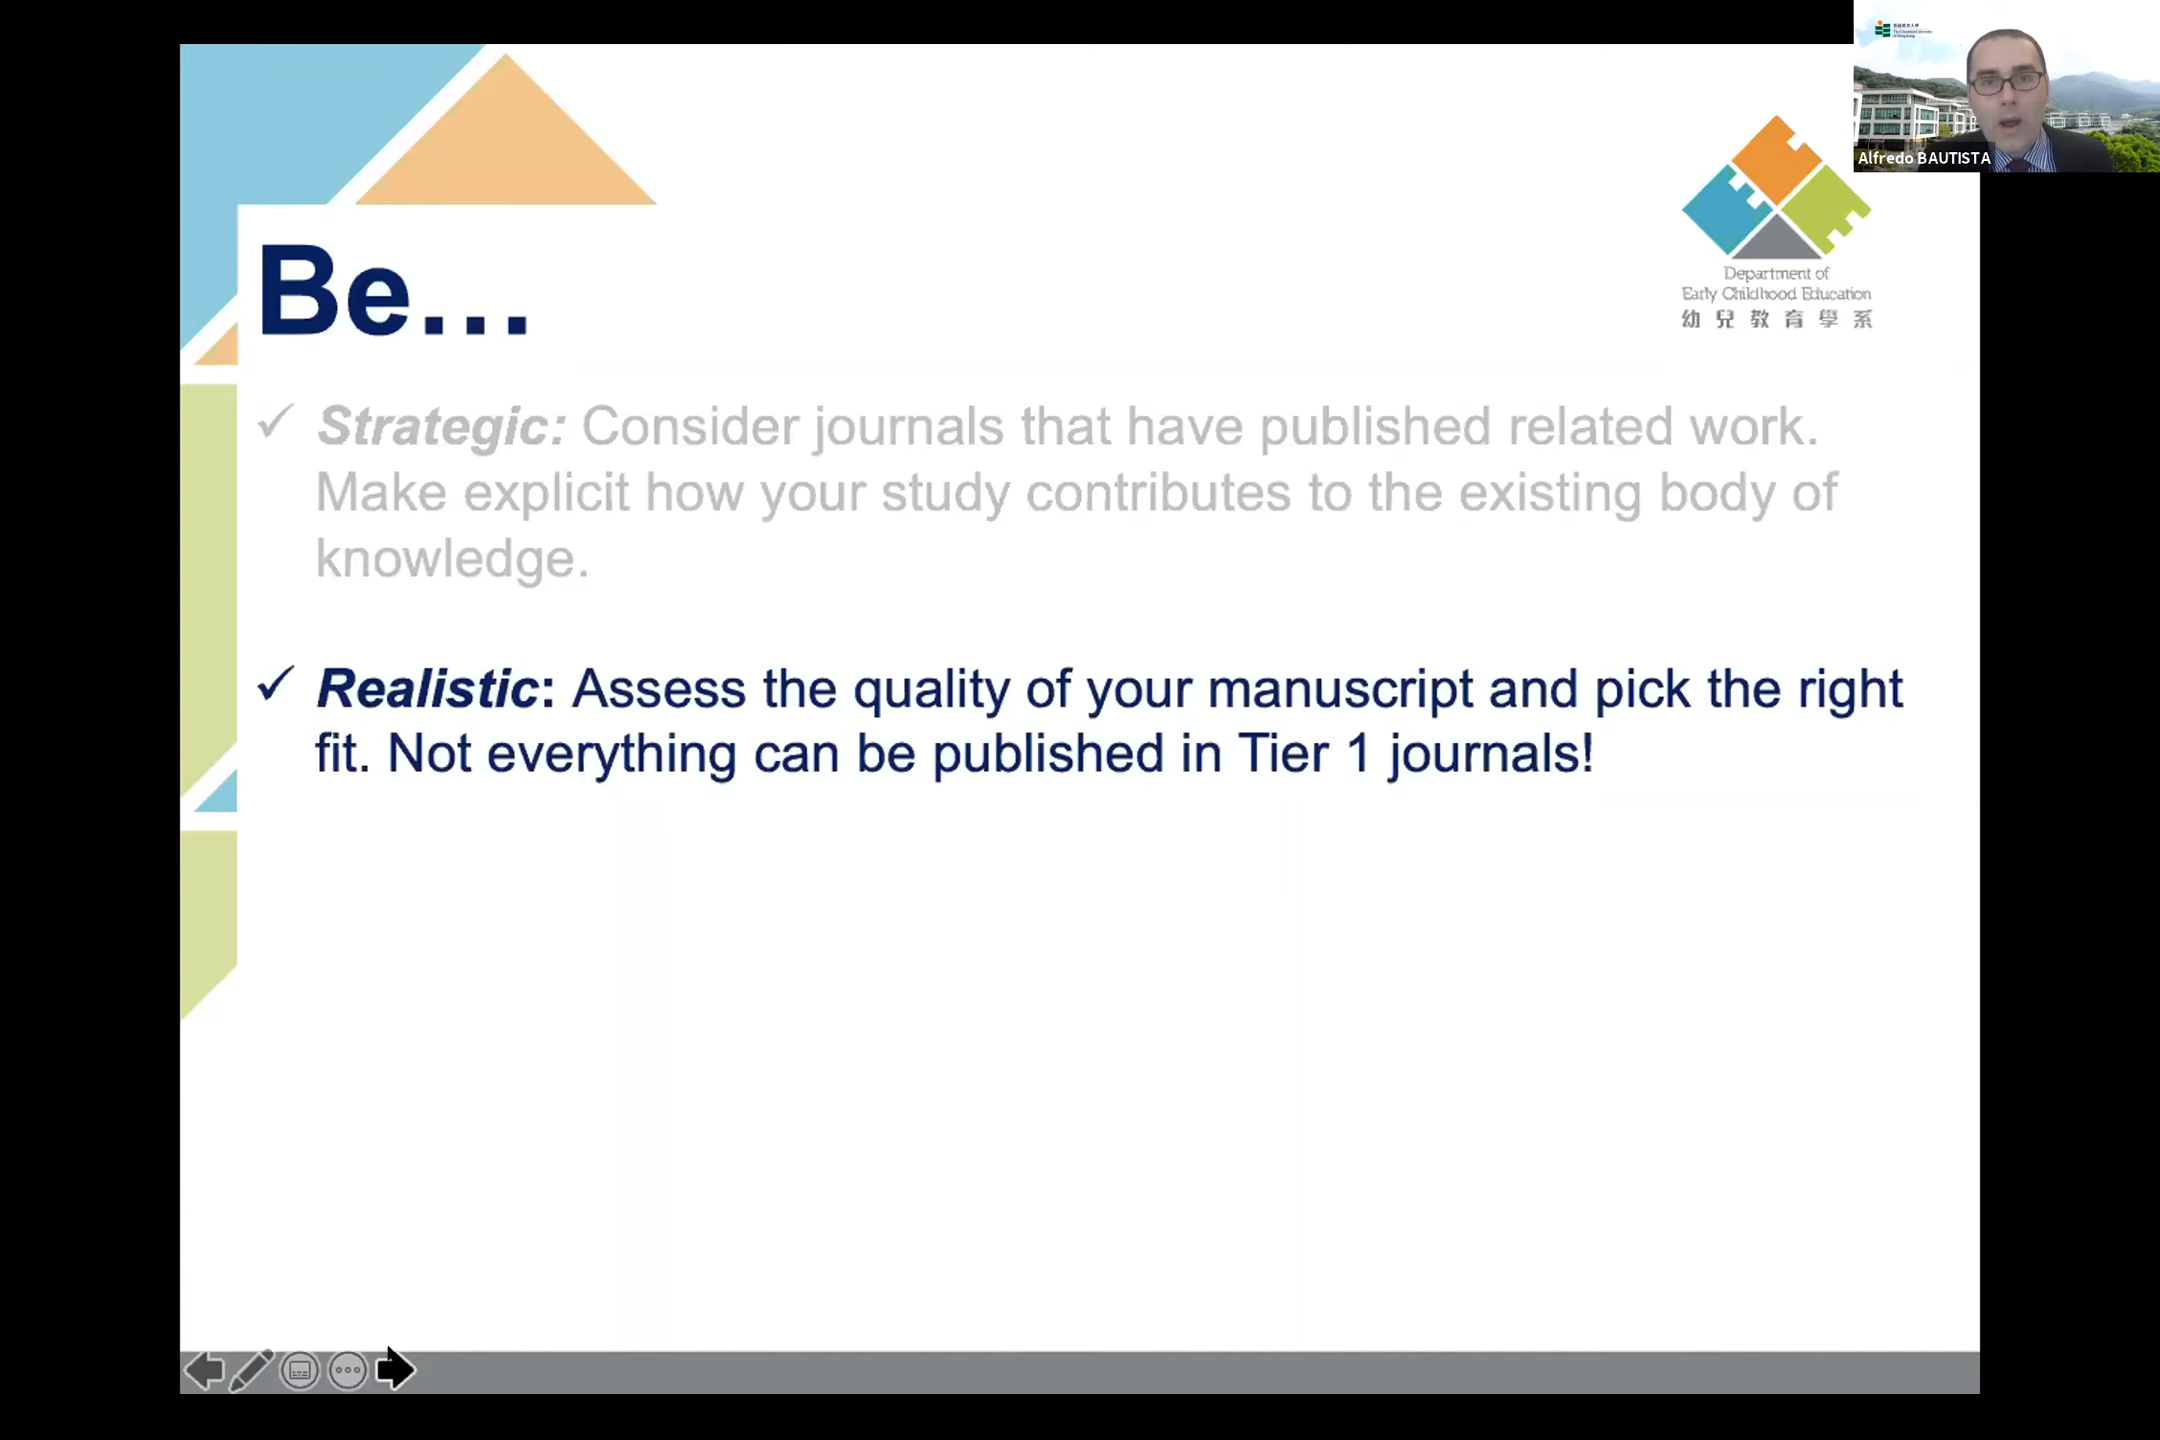 Alfredo BAUTISTA
Department of
Early Childhood Education
幼兒教育學系
Be...
✓ Strategic: Consider journals that have published related work.
Make explicit how your study contributes to the existing body of
knowledge.
✓ Realistic: Assess the quality of your manuscript and pick the right
fit. Not everything can be published in Tier 1 journals!